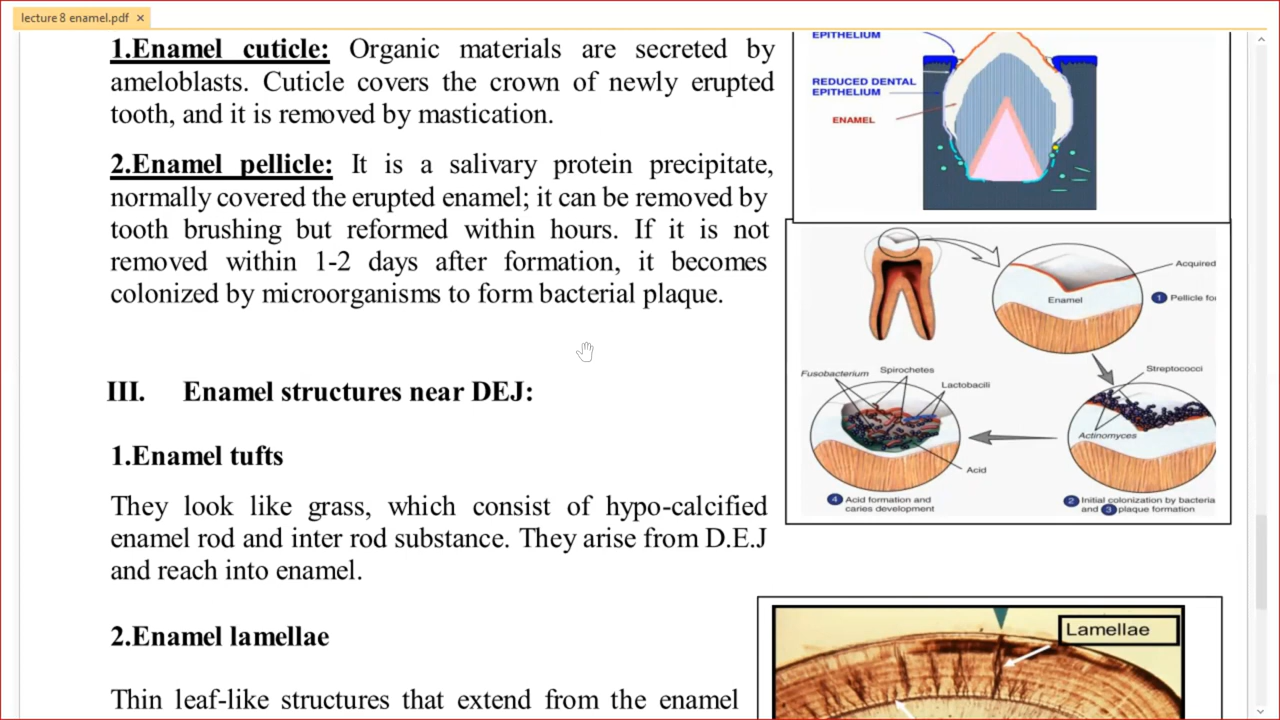 lecture 8 enamel.pdf ×
1.Enamel cuticle: Organic materials are secreted by
ameloblasts. Cuticle covers the crown of newly erupted
tooth, and it is removed by mastication.
2.Enamel pellicle: It is a salivary protein precipitate,
normally covered the erupted enamel; it can be removed by
tooth brushing but reformed within hours. If it is not
removed within 1-2 days after formation, it becomes
colonized by microorganisms to form bacterial plaque.
III. Enamel structures near DEJ:
1.Enamel tufts
They look like grass, which consist of hypo-calcified
enamel rod and inter rod substance. They arise from D.E.J
and reach into enamel.
2.Enamel lamellae
Thin leaf-like structures that extend from the enamel
EPITHELIUM
REDUCED DENTAL
EPITHELIUM
ENAMEL
Acquired
Enamel
1 Pellicle fo
Streptococci
Fusobacterium
Spirochetes
Lactobacili
Actinomyces
Acid
4 Acid formation and
caries development
2 Initial colonization by bacteria
and 3 plaque formation
Lamellae